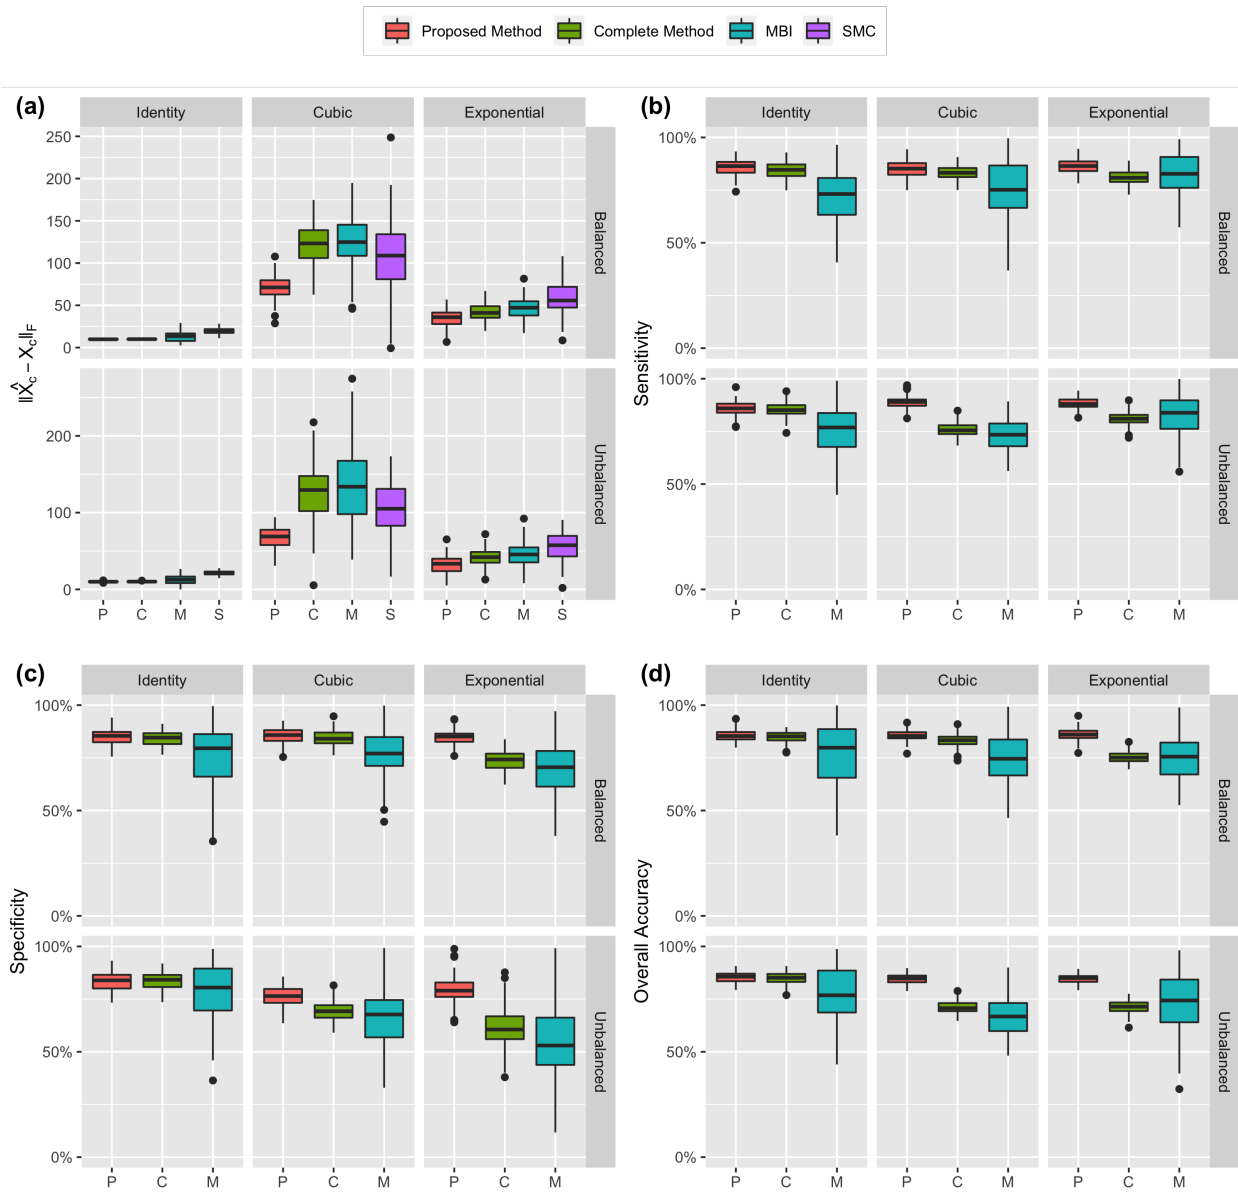 Proposed Method Complete Method MBI SMC
(a)
Identity Cubic Exponential
250
200
150
100
50
0
Balanced
200
100
0
Unbalanced
||X̂c − Xc||F
P C M S P C M S P C M S
(b)
Identity Cubic Exponential
100%
50%
0%
Balanced
100%
50%
0%
Unbalanced
Sensitivity
P C M P C M P C M
(c)
Identity Cubic Exponential
100%
50%
0%
Balanced
100%
50%
0%
Unbalanced
Specificity
P C M P C M P C M
(d)
Identity Cubic Exponential
100%
50%
0%
Balanced
100%
50%
0%
Unbalanced
Overall Accuracy
P C M P C M P C M